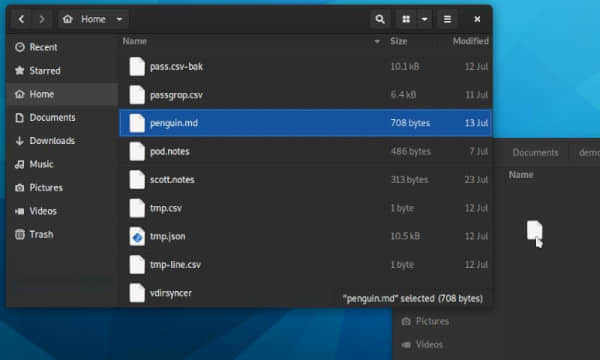 Home
Name Size Modified
Recent
Starred
Home
Documents
Downloads
Music
Pictures
Videos
Trash
pass.csv-bak 10.1 kB 12 Jul
passgrop.csv 6.4 kB 11 Jul
penguin.md 708 bytes 13 Jul
pod.notes 486 bytes 7 Jul
scott.notes 313 bytes 23 Jul
tmp.csv 1 byte 12 Jul
tmp.json 10.5 kB 12 Jul
tmp-line.csv 1 byte 12 Jul
vdirsyncer
"penguin.md" selected (708 bytes)
Documents demo
Name
Pictures
Videos